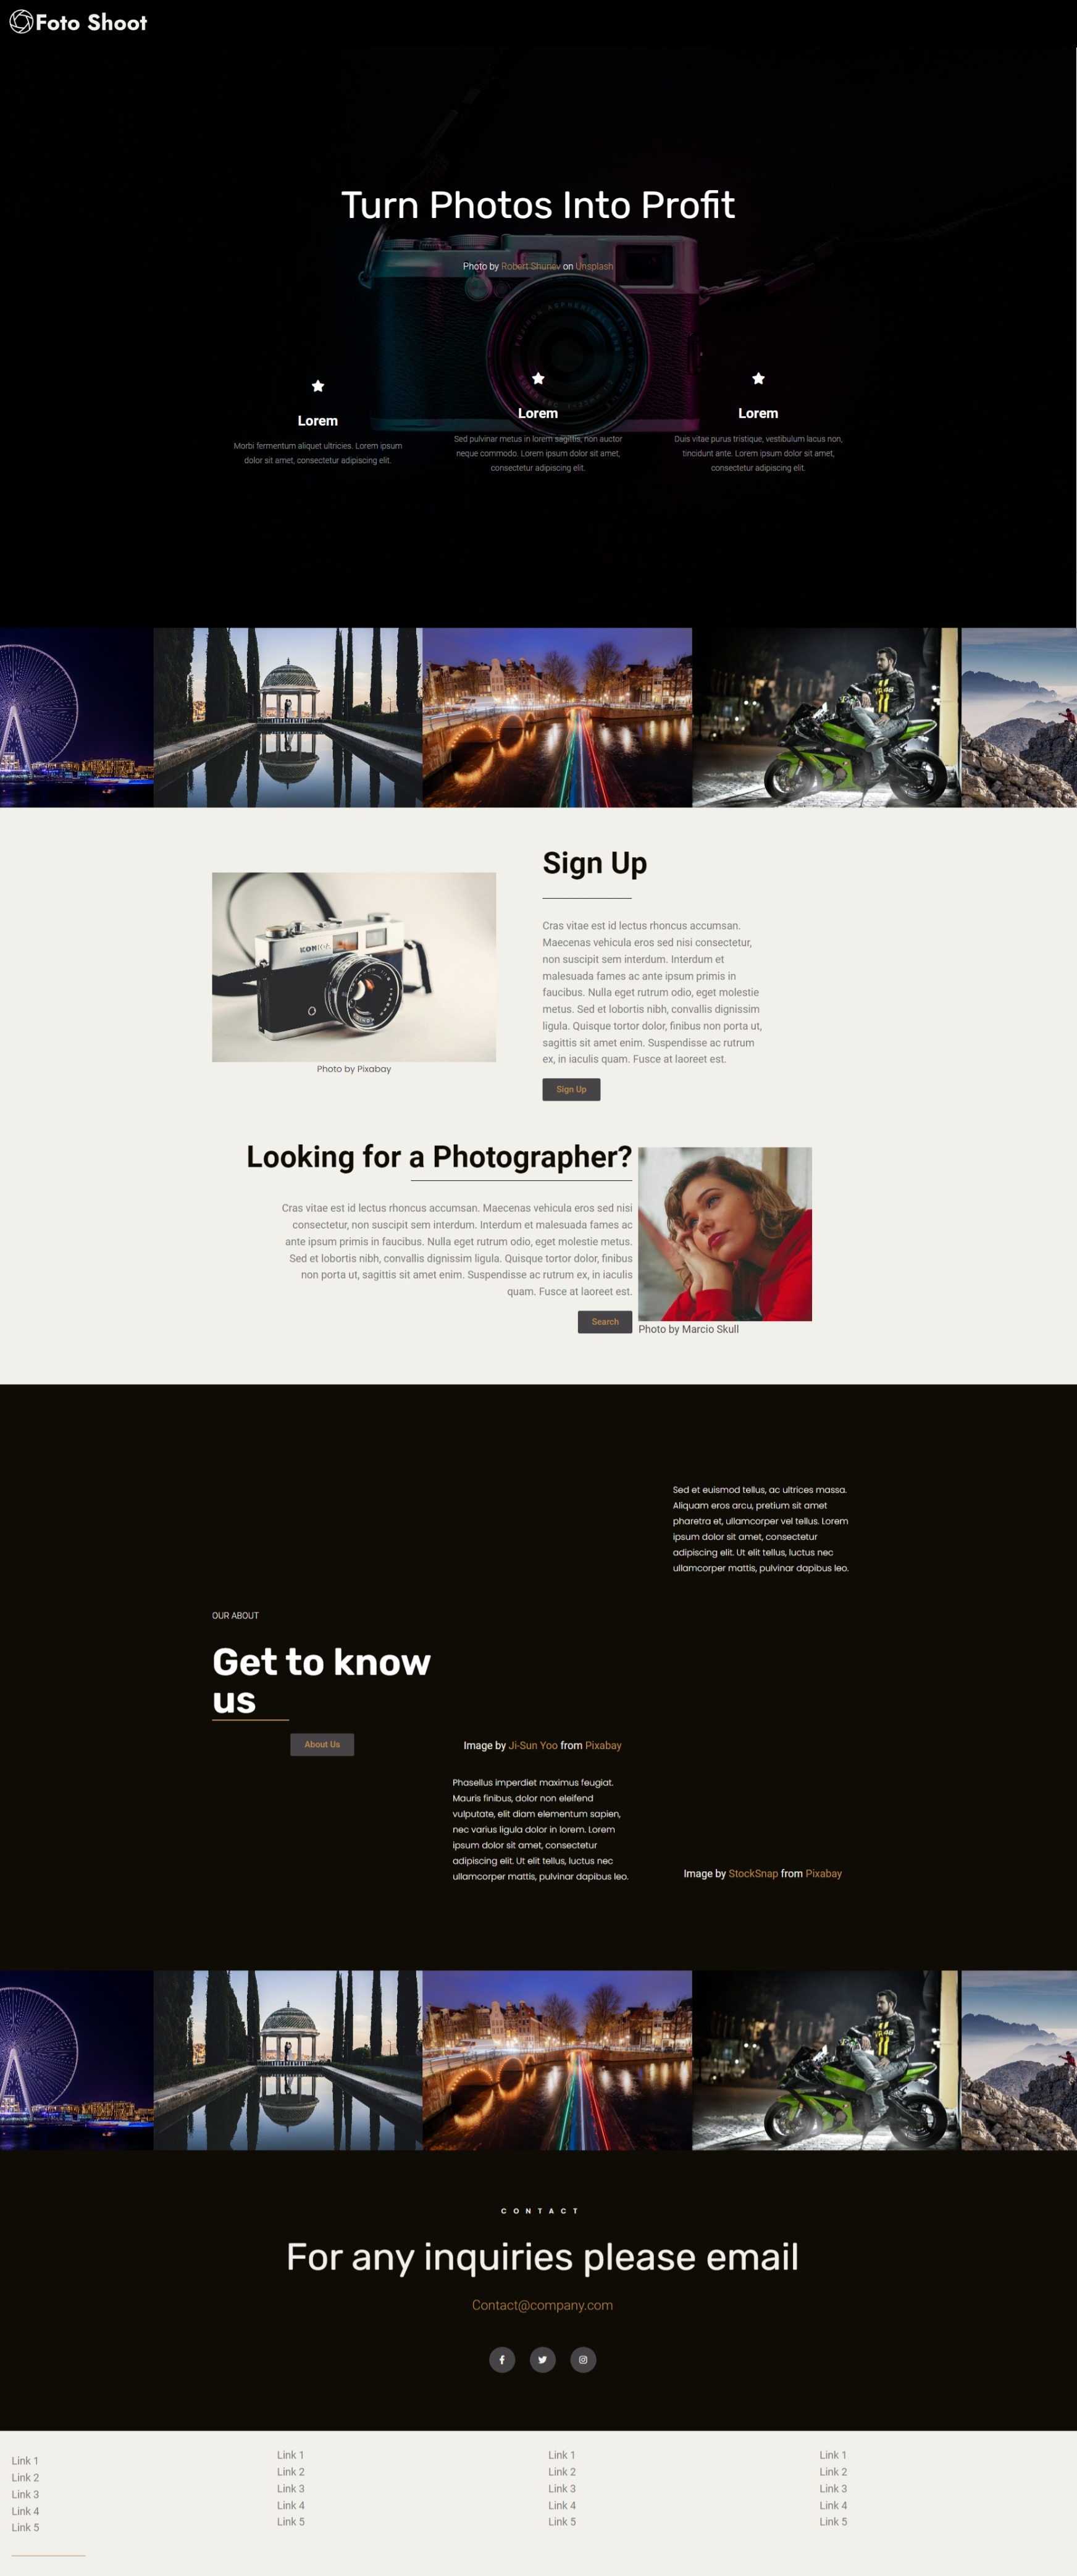 Foto Shoot
Turn Photos Into Profit
Photo by Robert Shunev on Unsplash
Lorem
Morbi fermentum aliquet ultricies. Lorem ipsum
dolor sit amet, consectetur adipiscing elit.
Lorem
Sed pulvinar metus in lorem sagittis, non auctor
neque commodo. Lorem ipsum dolor sit amet,
consectetur adipiscing elit.
Lorem
Duis vitae purus tristique, vestibulum lacus non,
tincidunt ante. Lorem ipsum dolor sit amet,
consectetur adipiscing elit.
Sign Up
Cras vitae est id lectus rhoncus accumsan.
Maecenas vehicula eros sed nisi consectetur,
non suscipit sem interdum. Interdum et
malesuada fames ac ante ipsum primis in
faucibus. Nulla eget rutrum odio, eget molestie
metus. Sed et lobortis nibh, convallis dignissim
ligula. Quisque tortor dolor, finibus non porta ut,
sagittis sit amet enim. Suspendisse ac rutrum
ex, in iaculis quam. Fusce at laoreet est.
Photo by Pixabay
Sign Up
Looking for a Photographer?
Cras vitae est id lectus rhoncus accumsan. Maecenas vehicula eros sed nisi
consectetur, non suscipit sem interdum. Interdum et malesuada fames ac
ante ipsum primis in faucibus. Nulla eget rutrum odio, eget molestie metus.
Sed et lobortis nibh, convallis dignissim ligula. Quisque tortor dolor, finibus
non porta ut, sagittis sit amet enim. Suspendisse ac rutrum ex, in iaculis
quam. Fusce at laoreet est.
Search
Photo by Marcio Skull
Sed et euismod tellus, ac ultrices massa.
Aliquam eros arcu, pretium sit amet
pharetra et, ullamcorper vel tellus. Lorem
ipsum dolor sit amet, consectetur
adipiscing elit. Ut elit tellus, luctus nec
ullamcorper mattis, pulvinar dapibus leo.
OUR ABOUT
Get to know
us
About Us
Image by Ji-Sun Yoo from Pixabay
Phasellus imperdiet maximus feugiat.
Mauris finibus, dolor non eleifend
vulputate, elit diam elementum sapien,
nec varius ligula dolor in lorem. Lorem
ipsum dolor sit amet, consectetur
adipiscing elit. Ut elit tellus, luctus nec
ullamcorper mattis, pulvinar dapibus leo.
Image by StockSnap from Pixabay
CONTACT
For any inquiries please email
Contact@company.com
Link 1
Link 2
Link 3
Link 4
Link 5
Link 1
Link 2
Link 3
Link 4
Link 5
Link 1
Link 2
Link 3
Link 4
Link 5
Link 1
Link 2
Link 3
Link 4
Link 5